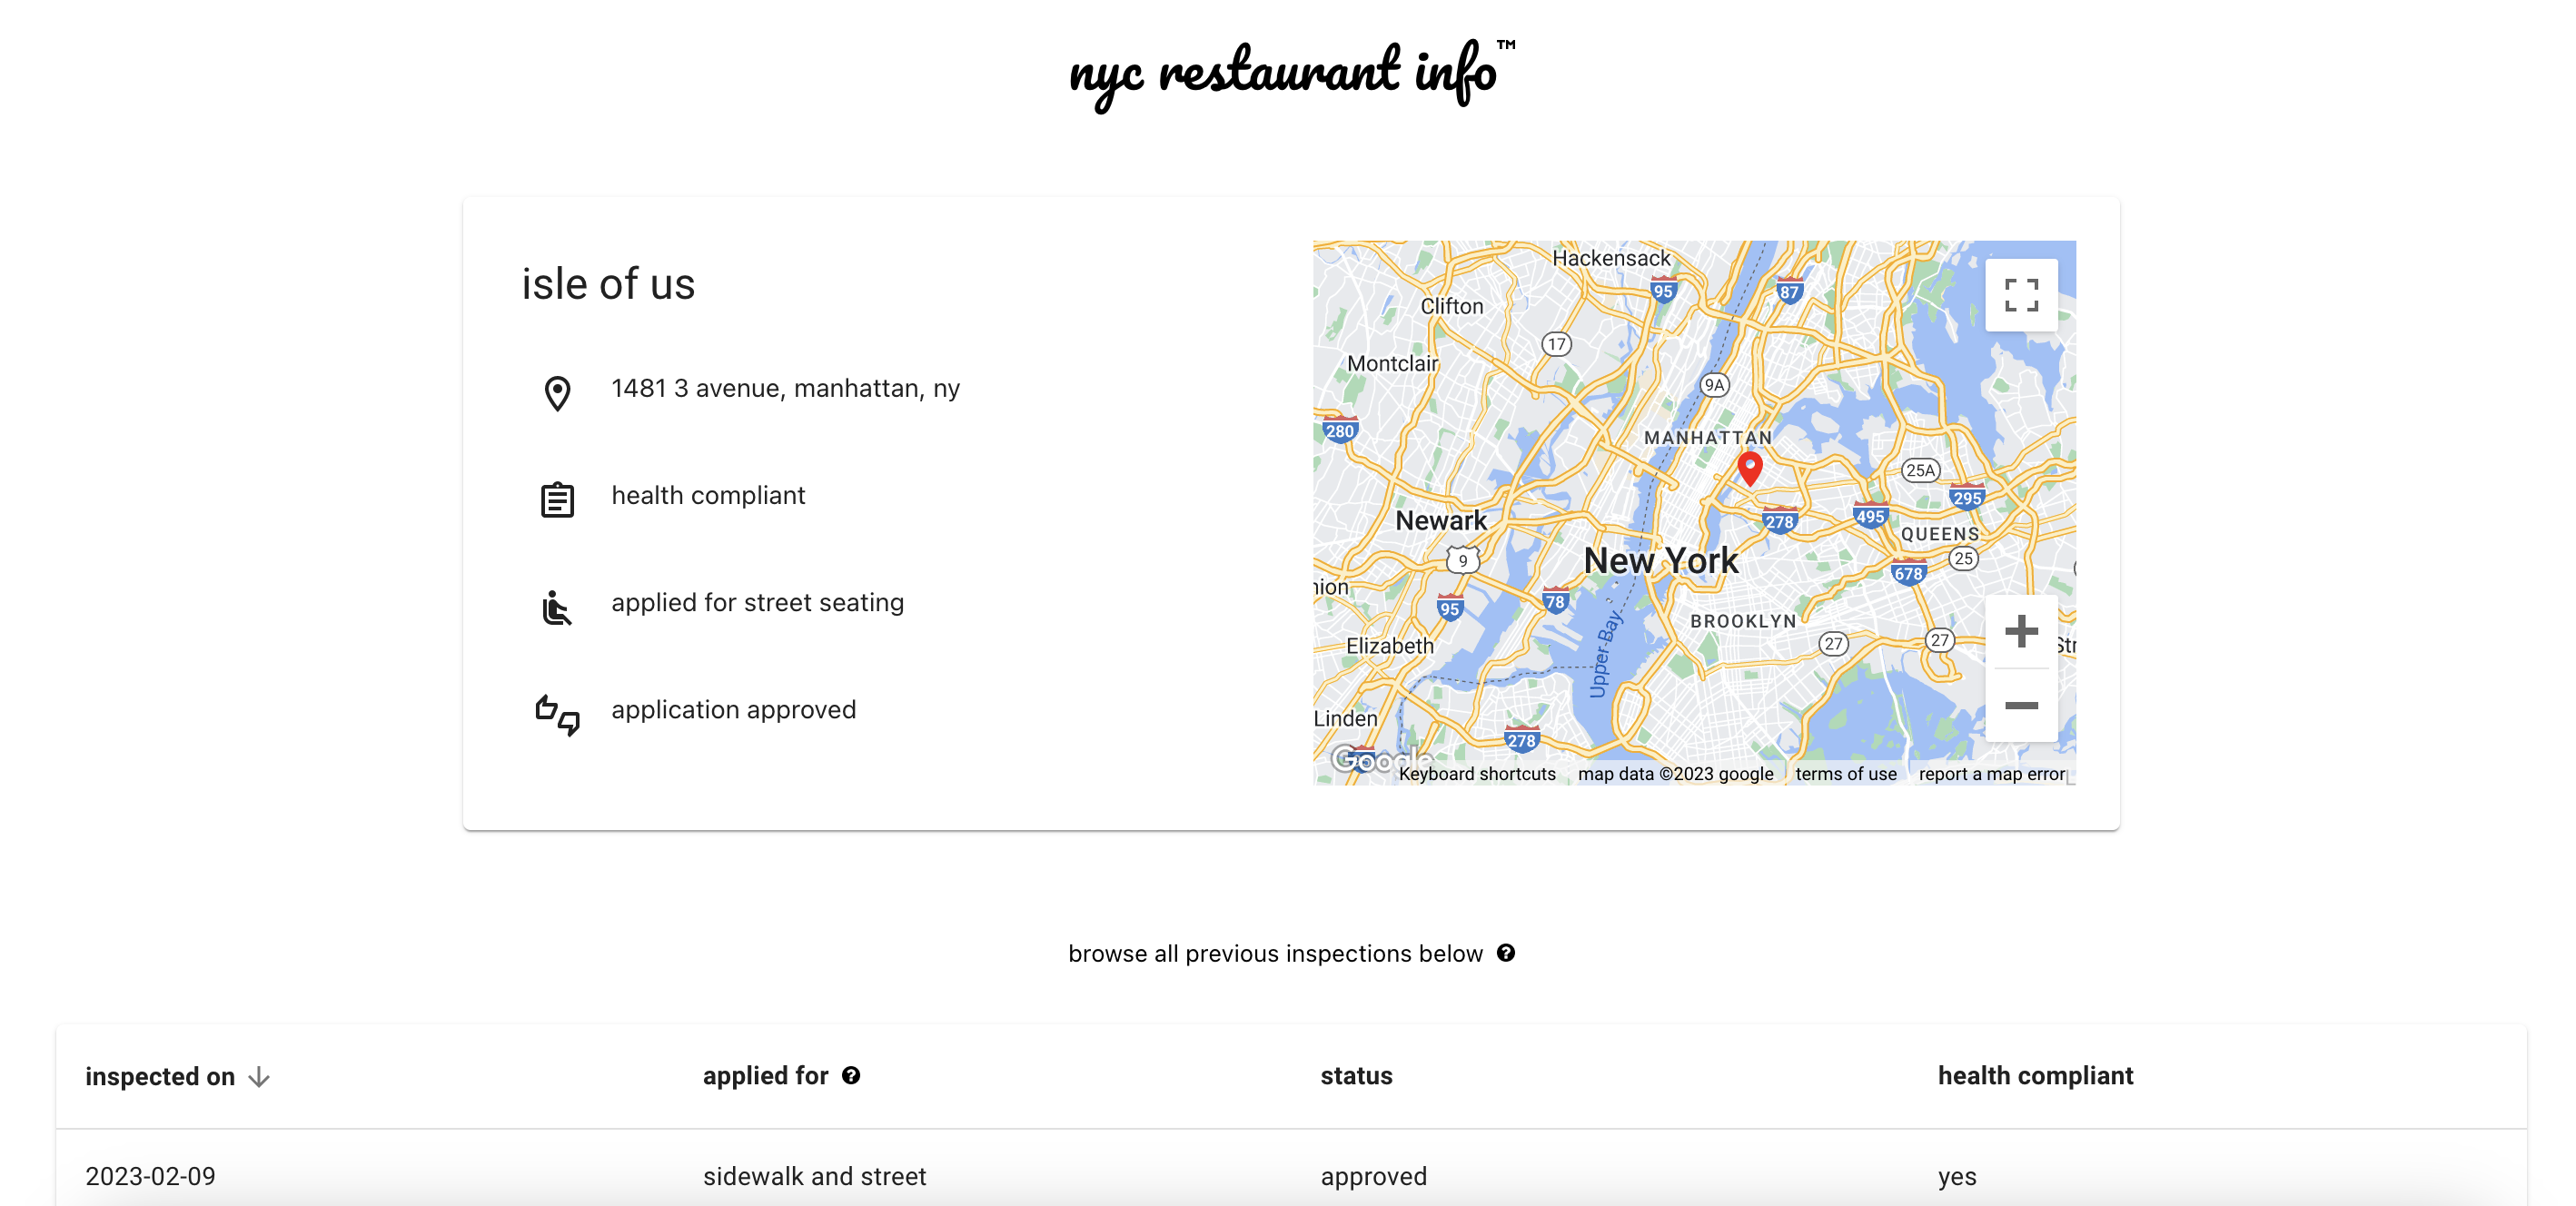 nyc restaurant info™
isle of us
1481 3 avenue, manhattan, ny
health compliant
applied for street seating
application approved
Hackensack
95
87
Clifton
17
Montclair
9A
280
MANHATTAN
25A
295
Newark
278
495
QUEENS
New York
9
25
678
nion
95
78
BROOKLYN
27
27
Elizabeth
Str
Upper Bay
Linden
278
Google
Keyboard shortcuts map data ©2023 google terms of use report a map error
browse all previous inspections below ?
inspected on applied for ? status health compliant
2023-02-09 sidewalk and street approved yes